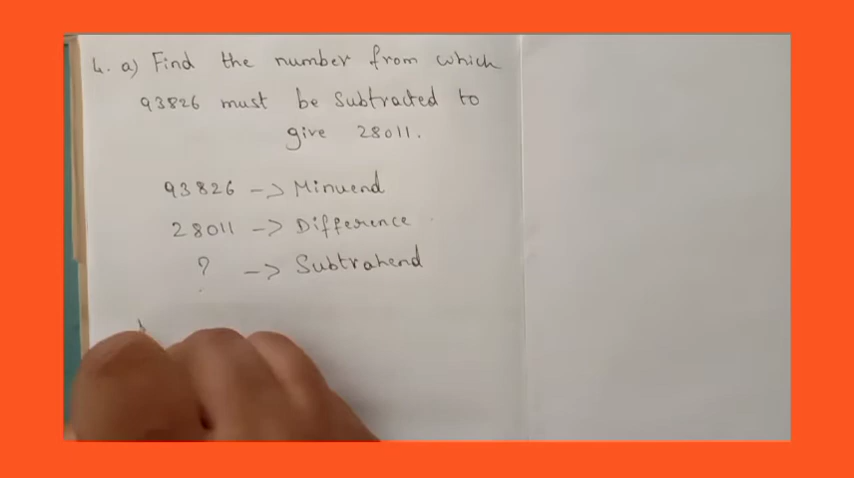 4. a) Find the number from which
93826 must be Subtracted to
give 28011.
93826 -> Minuend
28011 -> Difference
? -> Subtrahend